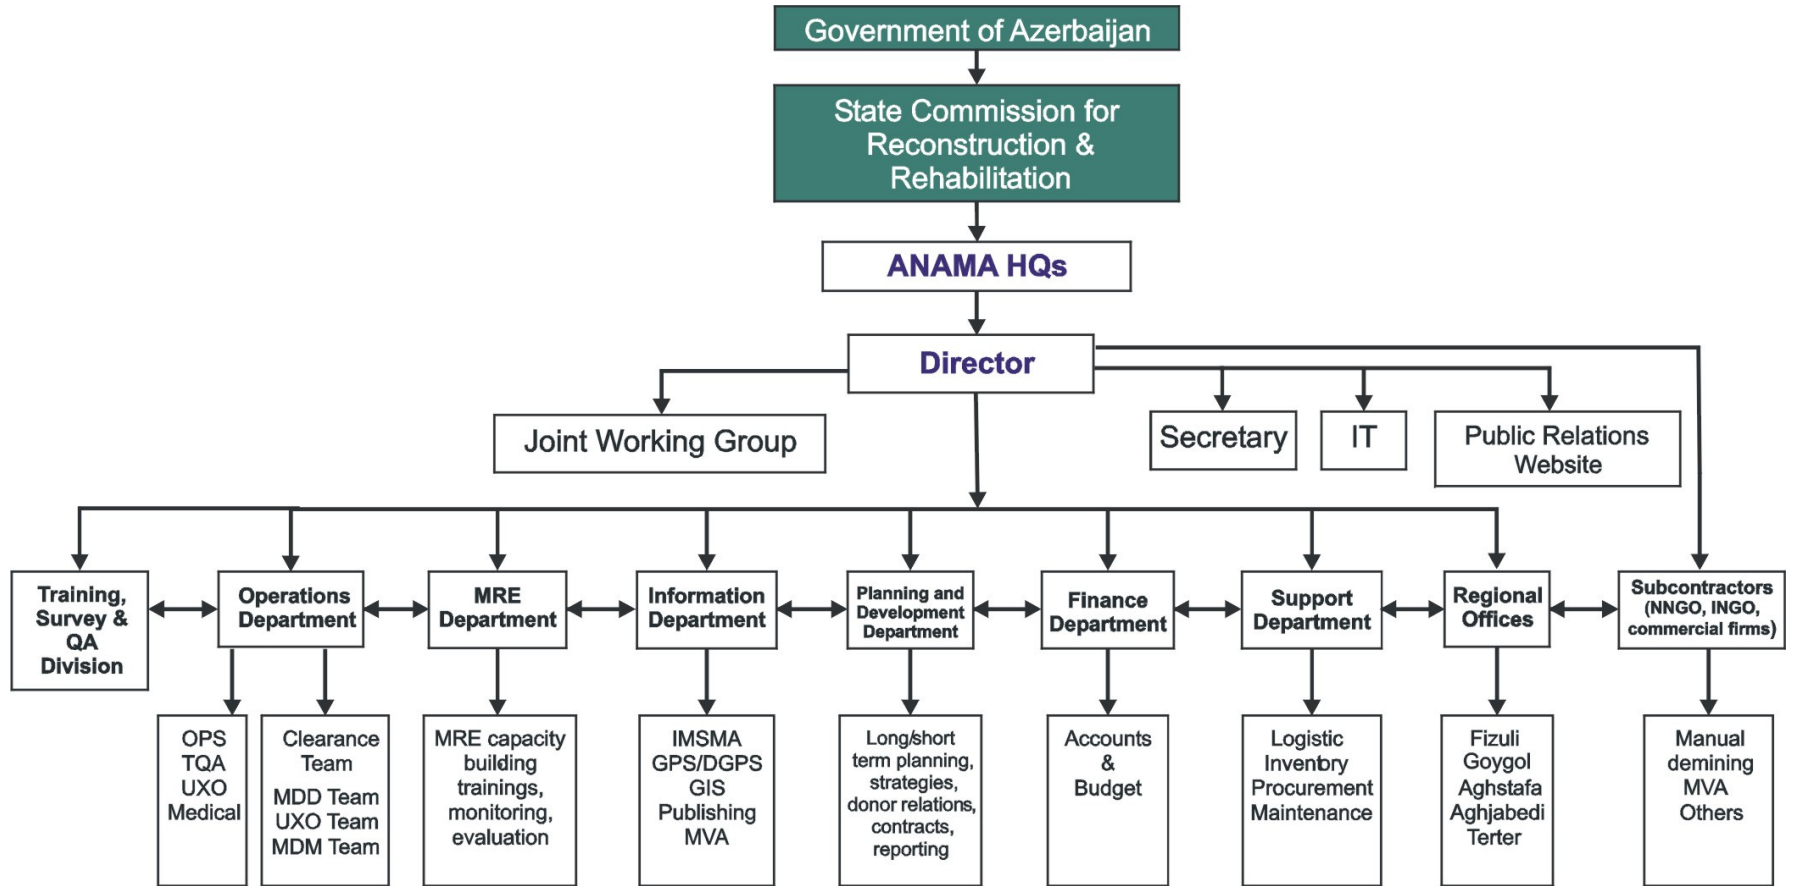 Government of Azerbaijan
State Commission for
Reconstruction &
Rehabilitation
ANAMA HQs
Director
Joint Working Group
Secretary
IT
Public Relations
Website
Training,
Survey &
QA
Division
Operations
Department
MRE
Department
Information
Department
Planning and
Development
Department
Finance
Department
Support
Department
Regional
Offices
Subcontractors
(NNGO, INGO,
commercial firms)
OPS
TQA
UXO
Medical
Clearance
Team
MDD Team
UXO Team
MDM Team
MRE capacity
building
trainings,
monitoring,
evaluation
IMSMA
GPS/DGPS
GIS
Publishing
MVA
Long/short
term planning,
strategies,
donor relations,
contracts,
reporting
Accounts
&
Budget
Logistic
Inventory
Procurement
Maintenance
Fizuli
Goygol
Aghstafa
Aghjabedi
Terter
Manual
demining
MVA
Others